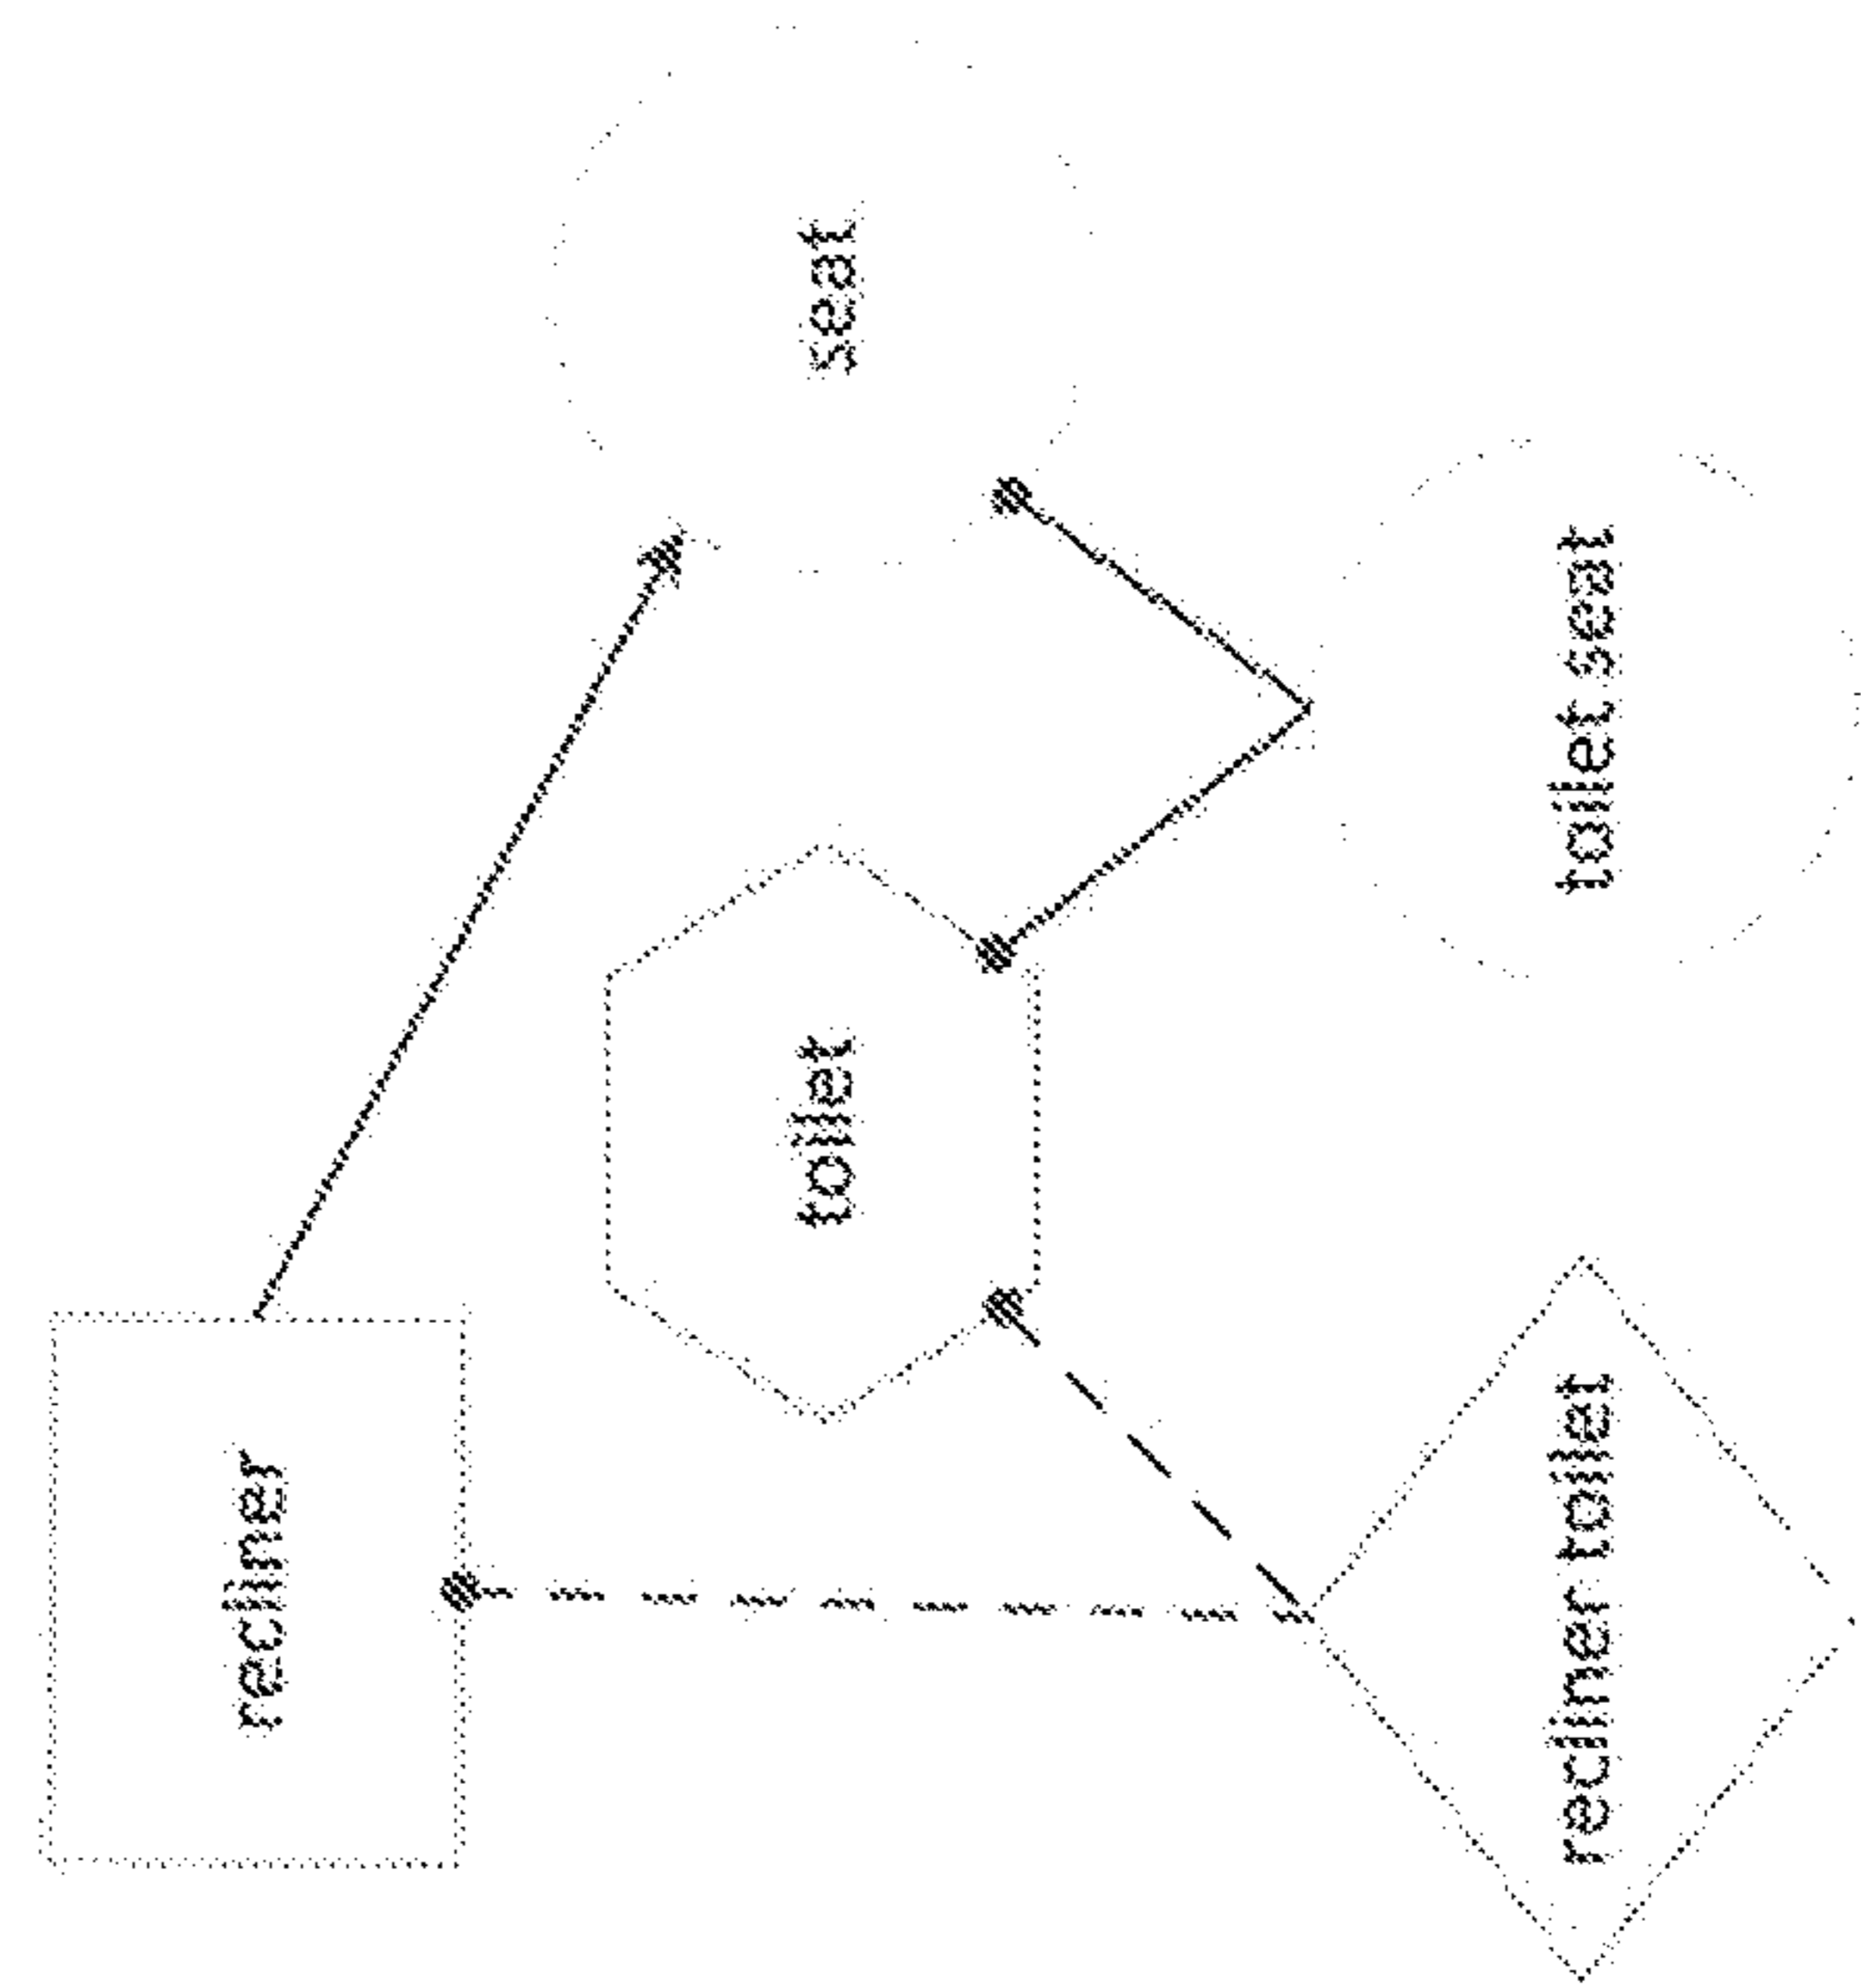 recliner
toilet
seat
recliner toilet
toilet seat